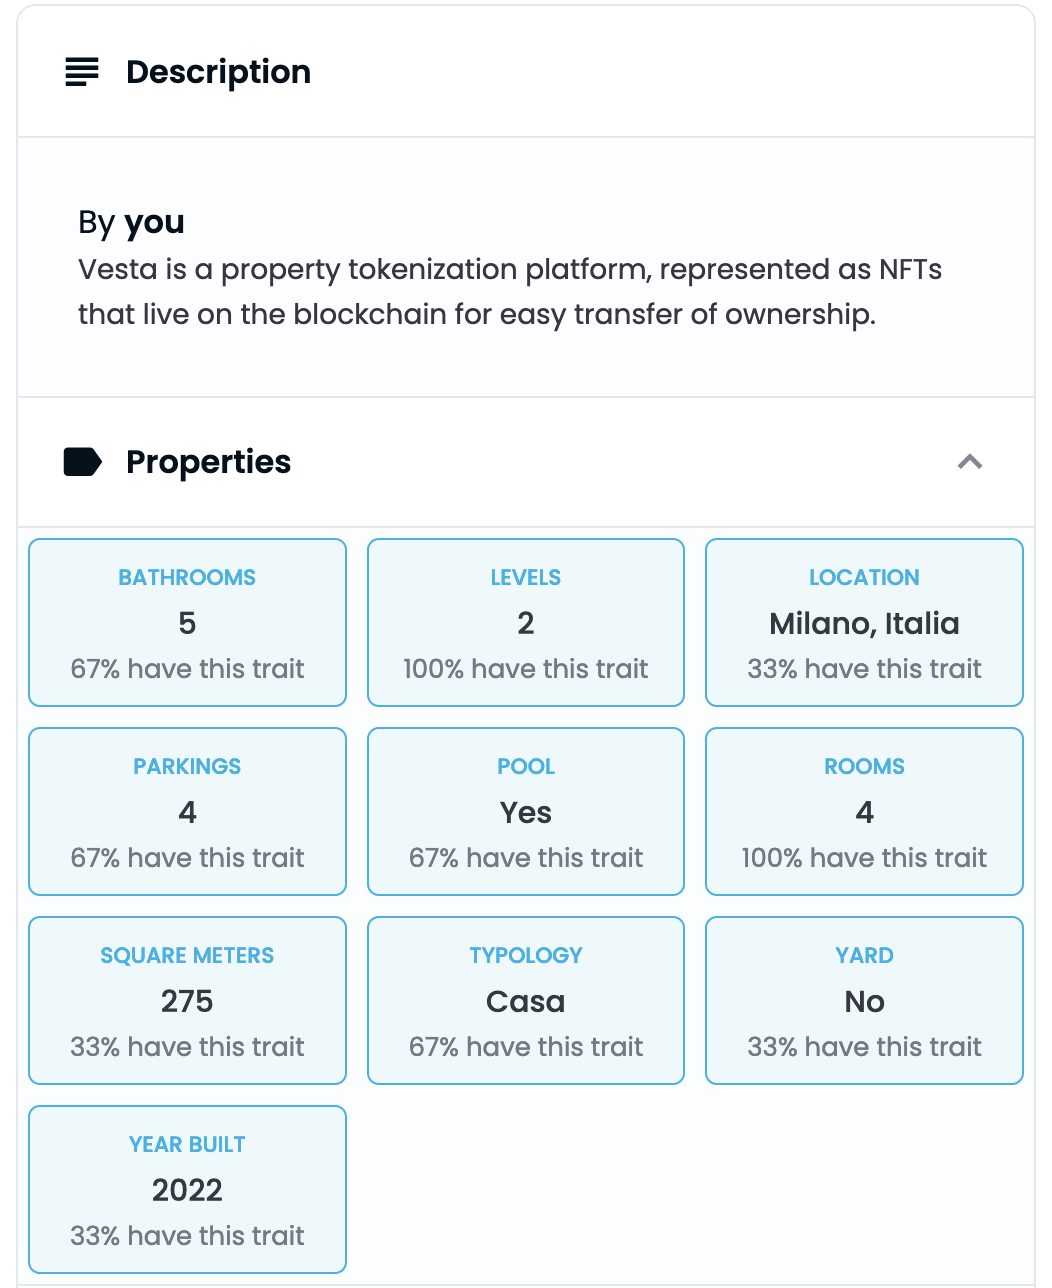 Description
By you
Vesta is a property tokenization platform, represented as NFTs
that live on the blockchain for easy transfer of ownership.
Properties
BATHROOMS
5
67% have this trait
LEVELS
2
100% have this trait
LOCATION
Milano, Italia
33% have this trait
PARKINGS
4
67% have this trait
POOL
Yes
67% have this trait
ROOMS
4
100% have this trait
SQUARE METERS
275
33% have this trait
TYPOLOGY
Casa
67% have this trait
YARD
No
33% have this trait
YEAR BUILT
2022
33% have this trait